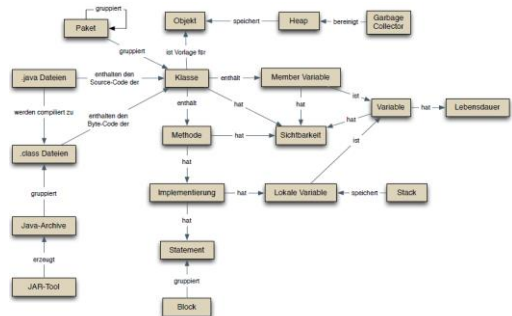 gruppiert
Paket
Objekt
speichert
Heap
bereinigt
Garbage
Collector
gruppiert
ist Vorlage für
.java Dateien
enthalten den
Source-Code der
Klasse
enthält
Member Variable
ist
werden compiliert zu
enthalten den
Byte-Code der
enthält
hat
hat
Variable
hat
Lebensdauer
hat
Methode
hat
Sichtbarkeit
ist
.class Dateien
hat
gruppiert
Implementierung
hat
Lokale Variable
speichert
Stack
Java-Archive
hat
erzeugt
Statement
JAR-Tool
gruppiert
Block